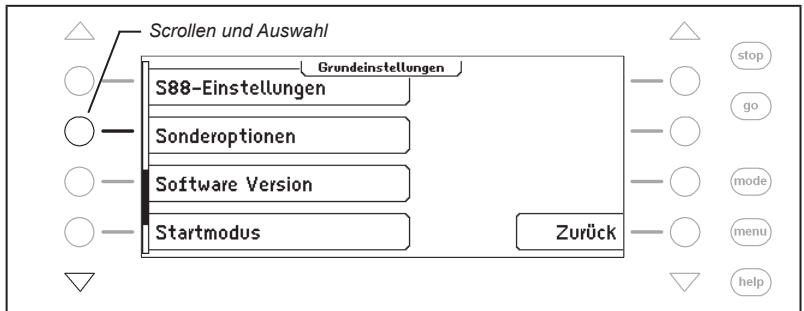 Scrollen und Auswahl
Grundeinstellungen
S88-Einstellungen
Sonderoptionen
Software Version
Startmodus
Zurück
stop
go
mode
menu
help